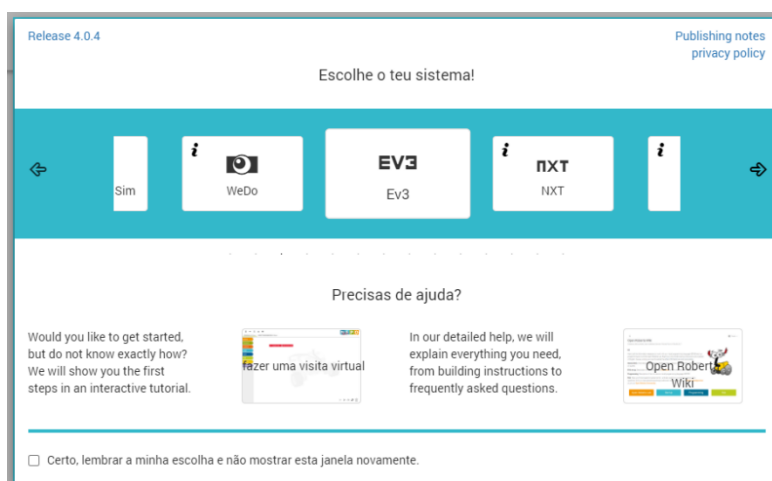 Release 4.0.4
Publishing notes
privacy policy
Escolhe o teu sistema!
Sim
i
WeDo
EV3
Ev3
i
NXT
NXT
i
Precisas de ajuda?
Would you like to get started,
but do not know exactly how?
We will show you the first
steps in an interactive tutorial.
fazer uma visita virtual
In our detailed help, we will
explain everything you need,
from building instructions to
frequently asked questions.
Open Roberta
Wiki
Certo, lembrar a minha escolha e não mostrar esta janela novamente.